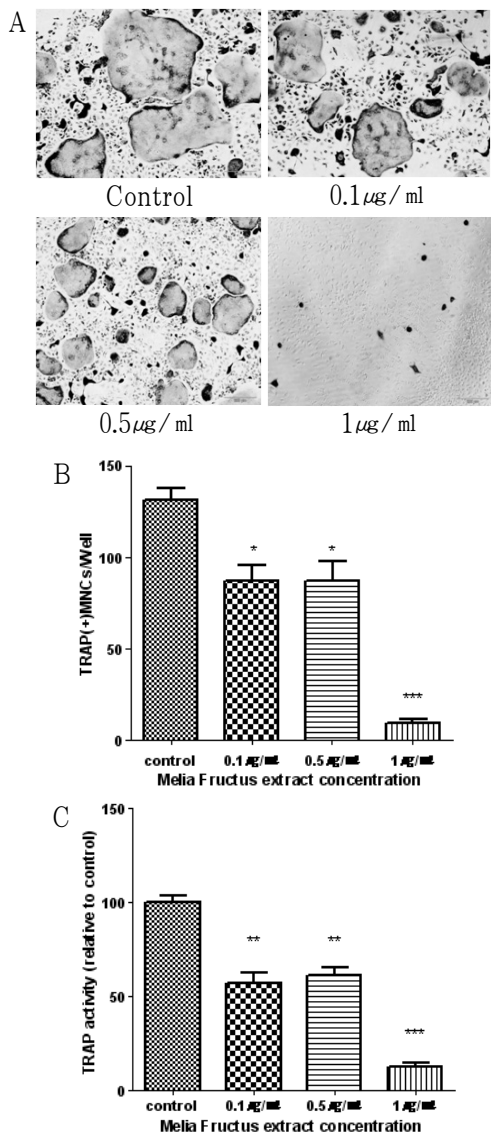 A
Control
0.1㎍/㎖
0.5㎍/㎖
1㎍/㎖
B
TRAP(+)MNCs/Well
150
100
50
0
*
*
***
control
0.1㎍/㎖
0.5㎍/㎖
1㎍/㎖
Melia Fructus extract concentration
C
TRAP activity (relative to control)
150
100
50
0
**
**
***
control
0.1㎍/㎖
0.5㎍/㎖
1㎍/㎖
Melia Fructus extract concentration